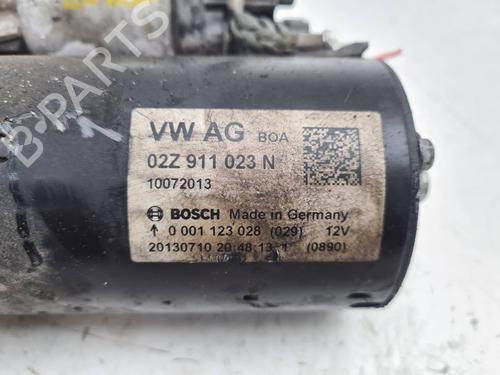 VW AG BOA
02Z 911 023 N
10072013
BOSCH Made in Germany
↑ 0 001 123 028 (029) 12V
20130710 20:48:13-1 (0890)
B-PARTS